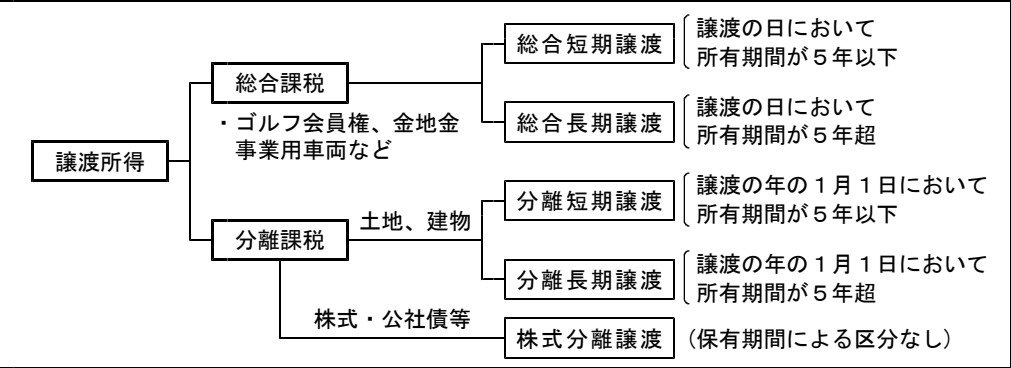 総合短期譲渡
譲渡の日において
所有期間が５年以下
総合課税
・ゴルフ会員権、金地金
事業用車両など
総合長期譲渡
譲渡の日において
所有期間が５年超
譲渡所得
分離課税
土地、建物
分離短期譲渡
譲渡の年の１月１日において
所有期間が５年以下
分離長期譲渡
譲渡の年の１月１日において
所有期間が５年超
株式・公社債等
株式分離譲渡
（保有期間による区分なし）